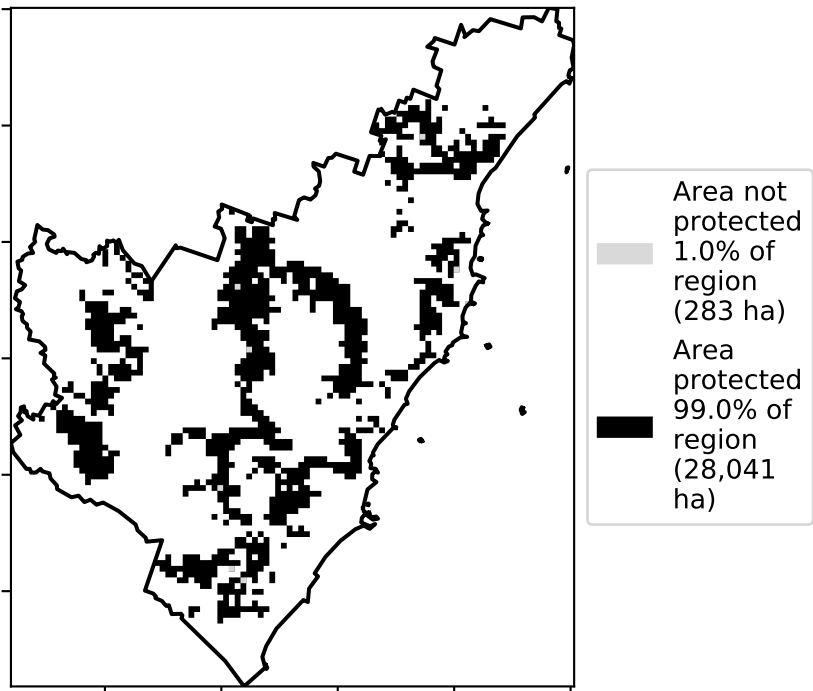 Area not
protected
1.0% of
region
(283 ha)
Area
protected
99.0% of
region
(28,041
ha)